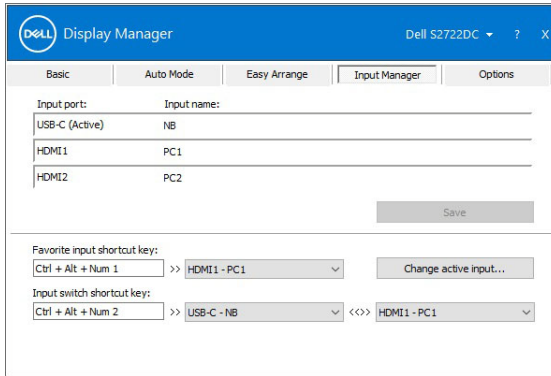 DELL Display Manager Dell S2722DC ? X
Basic Auto Mode Easy Arrange Input Manager Options
Input port: Input name:
USB-C (Active) NB
HDMI1 PC1
HDMI2 PC2
Save
Favorite input shortcut key:
Ctrl + Alt + Num 1 >> HDMI1 - PC1 Change active input...
Input switch shortcut key:
Ctrl + Alt + Num 2 >> USB-C - NB <<>> HDMI1 - PC1